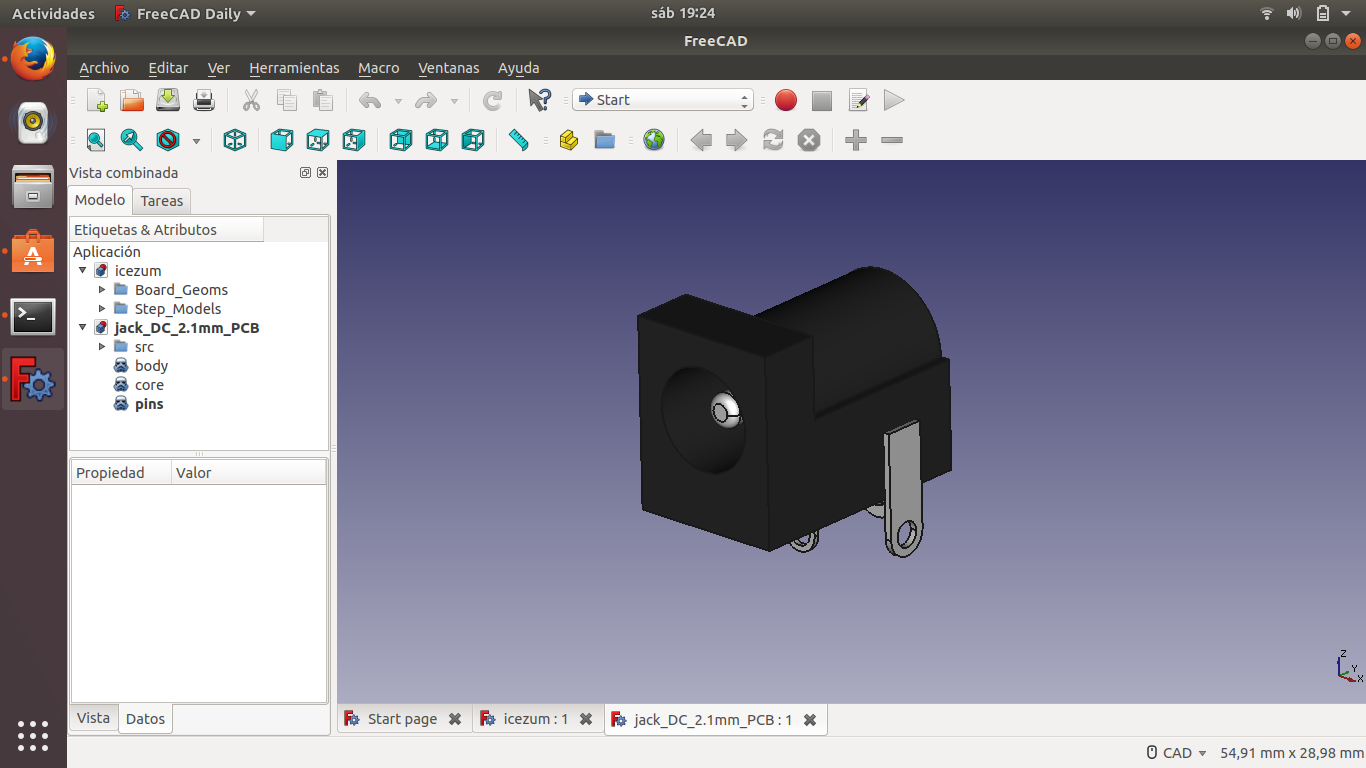 Actividades FreeCAD Daily sáb 19:24
FreeCAD
Archivo Editar Ver Herramientas Macro Ventanas Ayuda
Start
Vista combinada
Modelo Tareas
Etiquetas & Atributos
Aplicación
icezum
Board_Geoms
Step_Models
jack_DC_2.1mm_PCB
src
body
core
pins
Propiedad Valor
Z
Y
X
Vista Datos
Start page icezum : 1 jack_DC_2.1mm_PCB : 1
CAD 54,91 mm x 28,98 mm